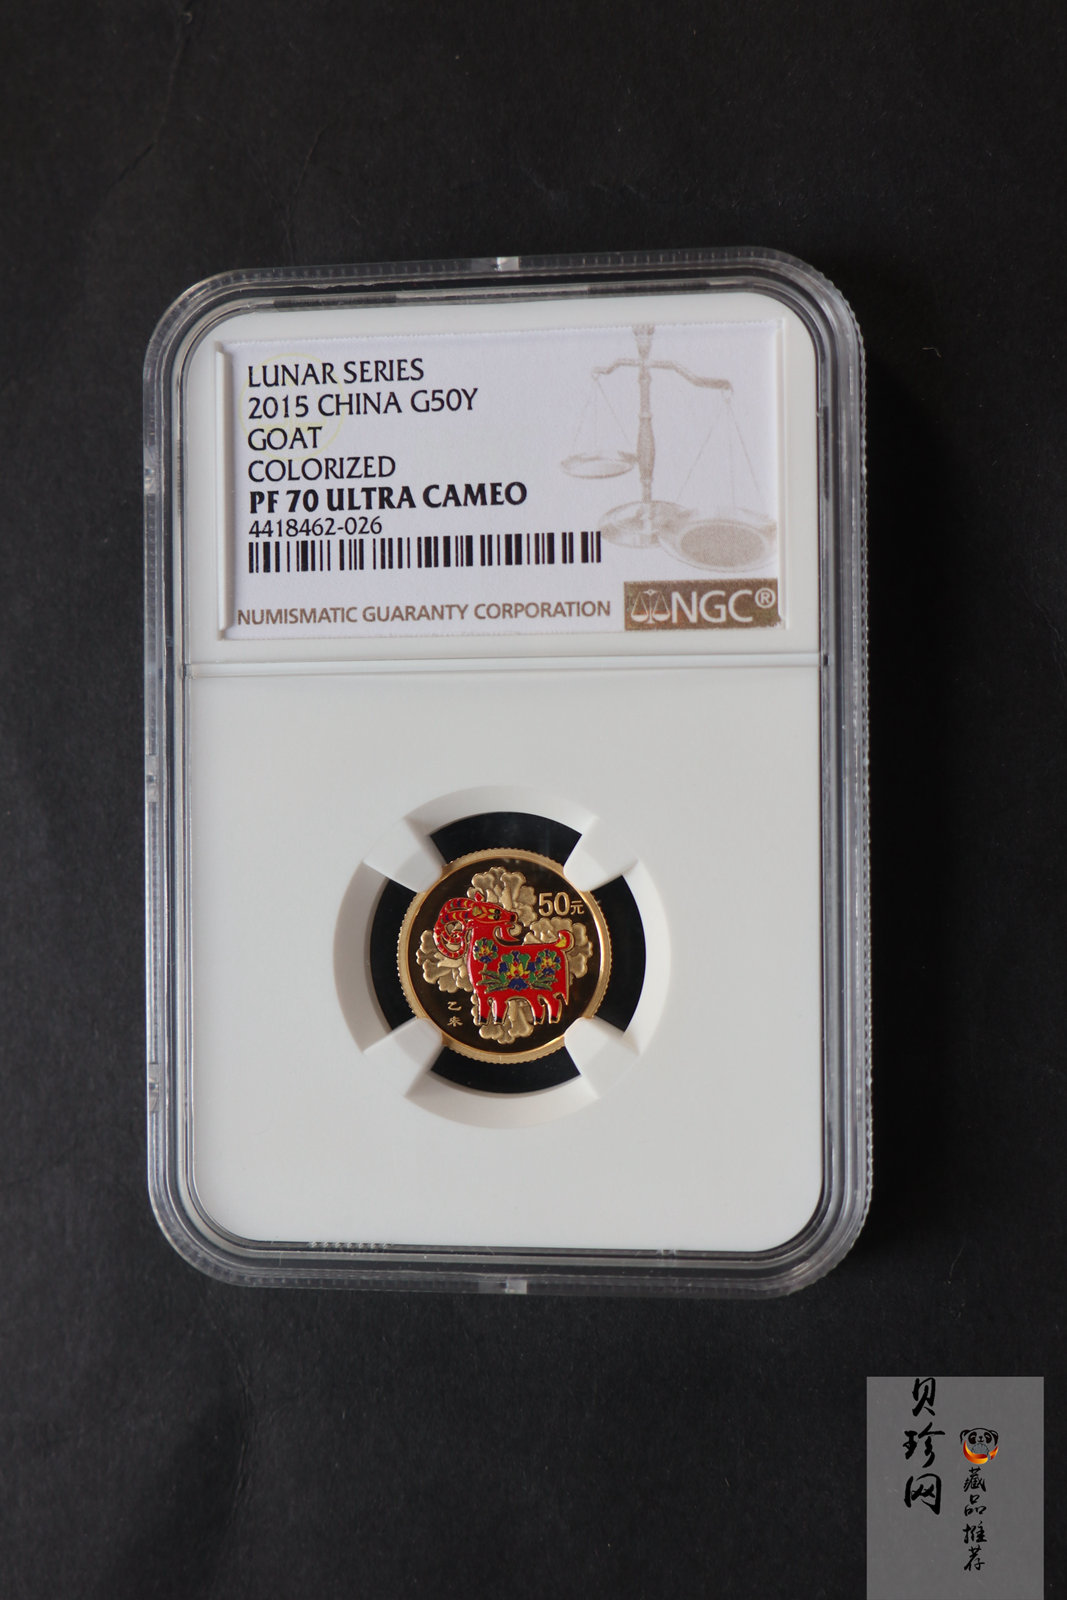 LUNAR SERIES
2015 CHINA G50Y
GOAT
COLORIZED
PF 70 ULTRA CAMEO
4418462-026
NUMISMATIC GUARANTY CORPORATION
NGC®
50元
乙未
贝珍网
藏品推荐